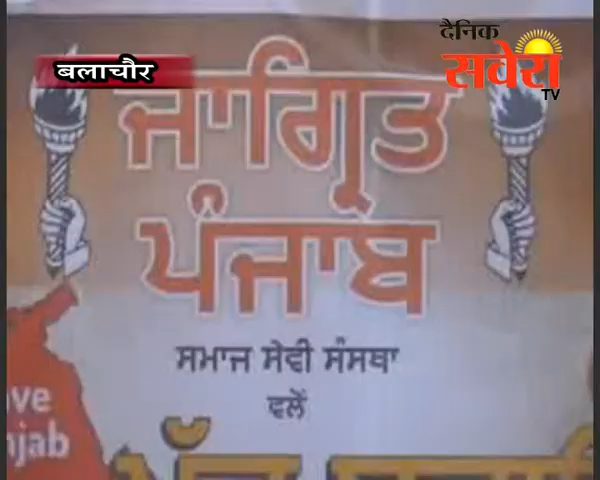 दैनिक
सवेरा
TV
बलाचौर
ਜਾਗ੍ਰਿਤ
ਪੰਜਾਬ
ਸਮਾਜ ਸੇਵੀ ਸੰਸਥਾ
ਵਲੋਂ